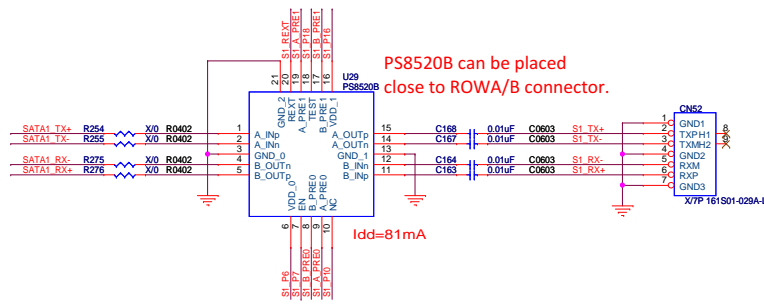 S1_REXT
S1_A_PRE1
S1_P18
S1_B_PRE1
S1_P16
21
20
19
18
17
16
U29
PS8520B
PS8520B can be placed
close to ROWA/B connector.
GND_2
REXT
A_PRE1
TEST
B_PRE1
VDD_1
CN52
SATA1_TX+ R254 X/0 R0402 1 A_INp A_OUTp 15 C168 0.01uF C0603 S1_TX+
SATA1_TX- R255 X/0 R0402 2 A_INn A_OUTn 14 C167 0.01uF C0603 S1_TX-
3 GND_0 GND_1 13
SATA1_RX- R275 X/0 R0402 4 B_OUTn B_INn 12 C164 0.01uF C0603 S1_RX-
SATA1_RX+ R276 X/0 R0402 5 B_OUTp B_INp 11 C163 0.01uF C0603 S1_RX+
1 GND1
2 TXPH1 8
3 TXMH2 9
4 GND2
5 RXM
6 RXP
7 GND3
X/7P 161S01-029A-
VDD_0
EN
B_PRE0
A_PRE0
NC
6
7
8
9
10
Idd=81mA
S1_P6
S1_P7
S1_B_PRE0
S1_A_PRE0
S1_P10